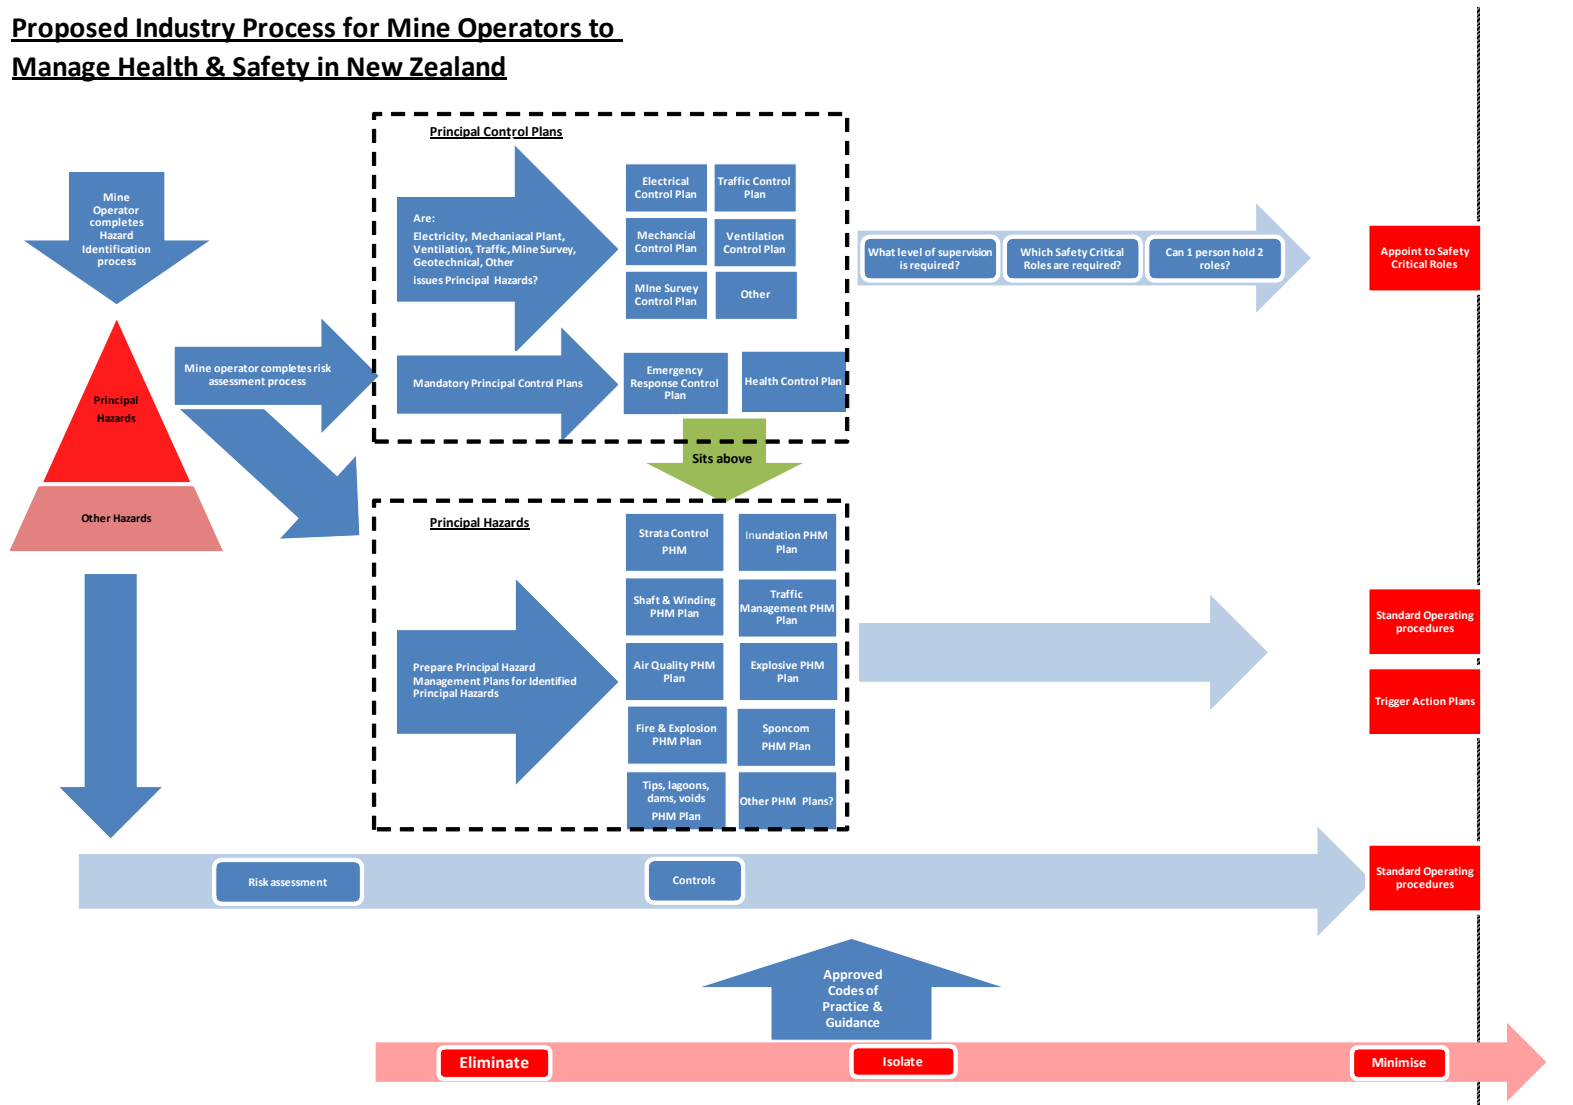 Proposed Industry Process for Mine Operators to
Manage Health & Safety in New Zealand
Mine
Operator
completes
Hazard
Identification
process
Principal
Hazards
Other Hazards
Mine operator completes risk
assessment process
Principal Control Plans
Are:
Electricity, Mechaniacal Plant,
Ventilation, Traffic, Mine Survey,
Geotechnical, Other
issues Principal Hazards?
Electrical
Control Plan
Traffic Control
Plan
Mechancial
Control Plan
Ventilation
Control Plan
MIne Survey
Control Plan
Other
Mandatory Principal Control Plans
Emergency
Response Control
Plan
Health Control Plan
What level of supervision
is required?
Which Safety Critical
Roles are required?
Can 1 person hold 2
roles?
Appoint to Safety
Critical Roles
Sits above
Principal Hazards
Prepare Principal Hazard
Management Plans for Identified
Principal Hazards
Strata Control
PHM
Inundation PHM
Plan
Shaft & Winding
PHM Plan
Traffic
Management PHM
Plan
Air Quality PHM
Plan
Explosive PHM
Plan
Fire & Explosion
PHM Plan
Sponcom
PHM Plan
Tips, lagoons,
dams, voids
PHM Plan
Other PHM Plans?
Standard Operating
procedures
Trigger Action Plans
Risk assessment
Controls
Standard Operating
procedures
Approved
Codes of
Practice &
Guidance
Eliminate
Isolate
Minimise